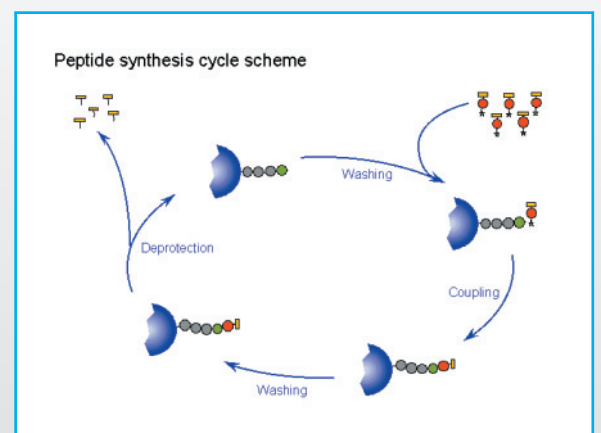 Peptide synthesis cycle scheme
Washing
Deprotection
Coupling
Washing